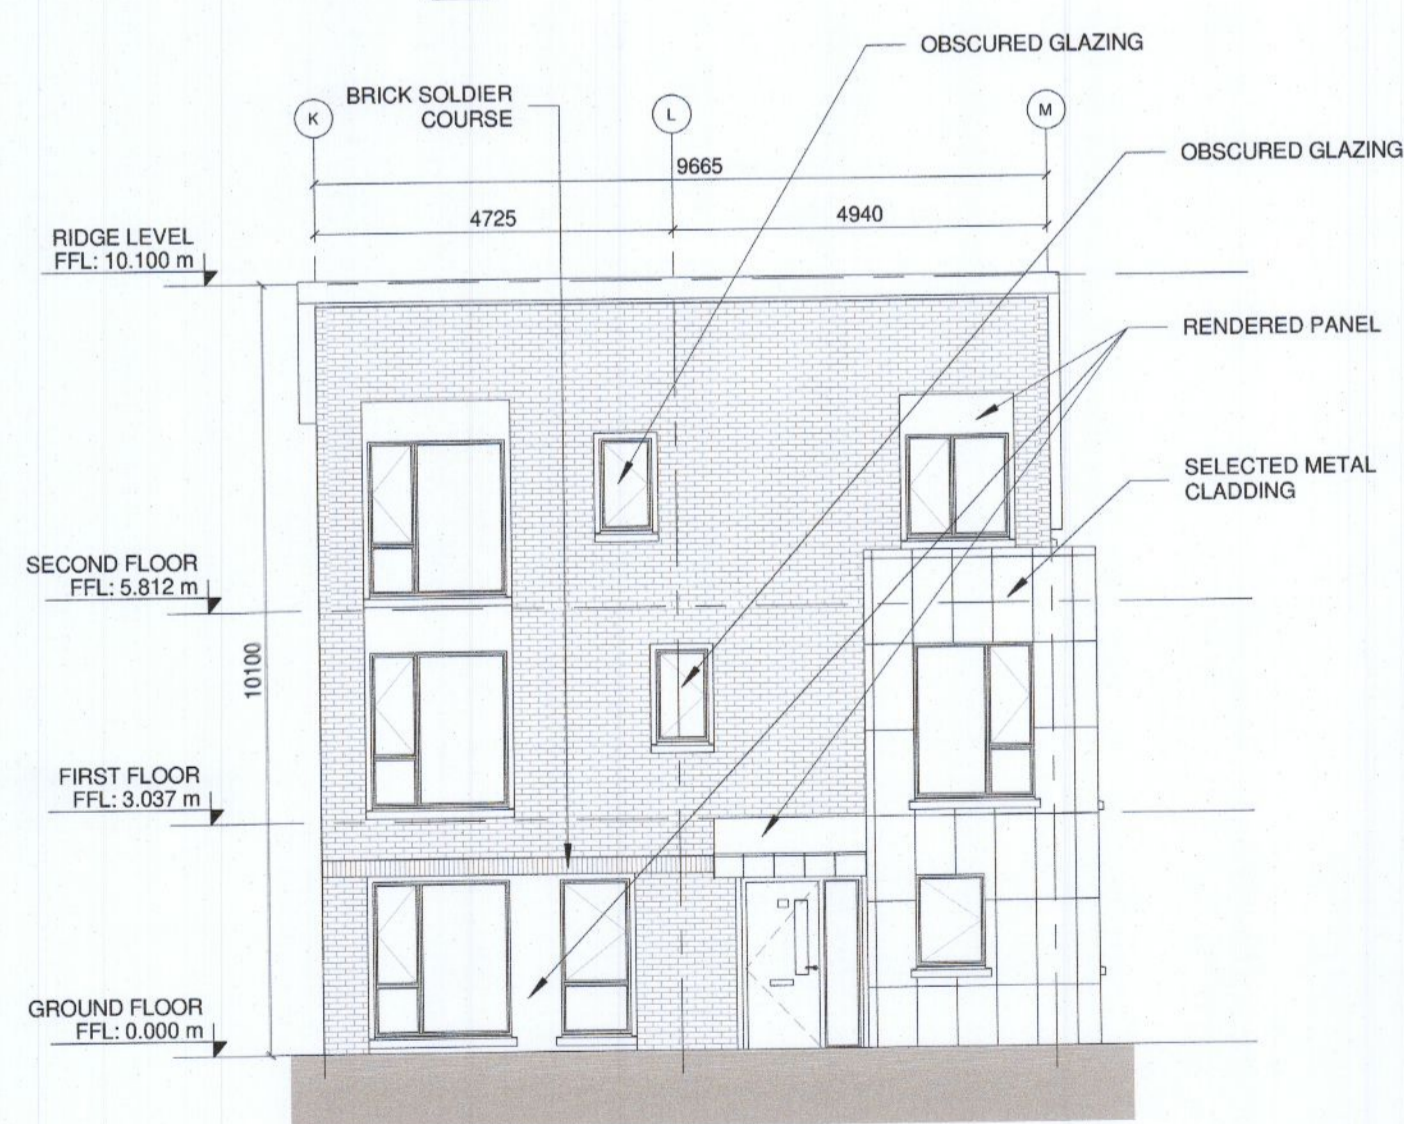 OBSCURED GLAZING
BRICK SOLDIER
COURSE
K
L
M
OBSCURED GLAZING
9665
4725
4940
RIDGE LEVEL
FFL: 10.100 m
RENDERED PANEL
SELECTED METAL
CLADDING
SECOND FLOOR
FFL: 5.812 m
10100
FIRST FLOOR
FFL: 3.037 m
GROUND FLOOR
FFL: 0.000 m